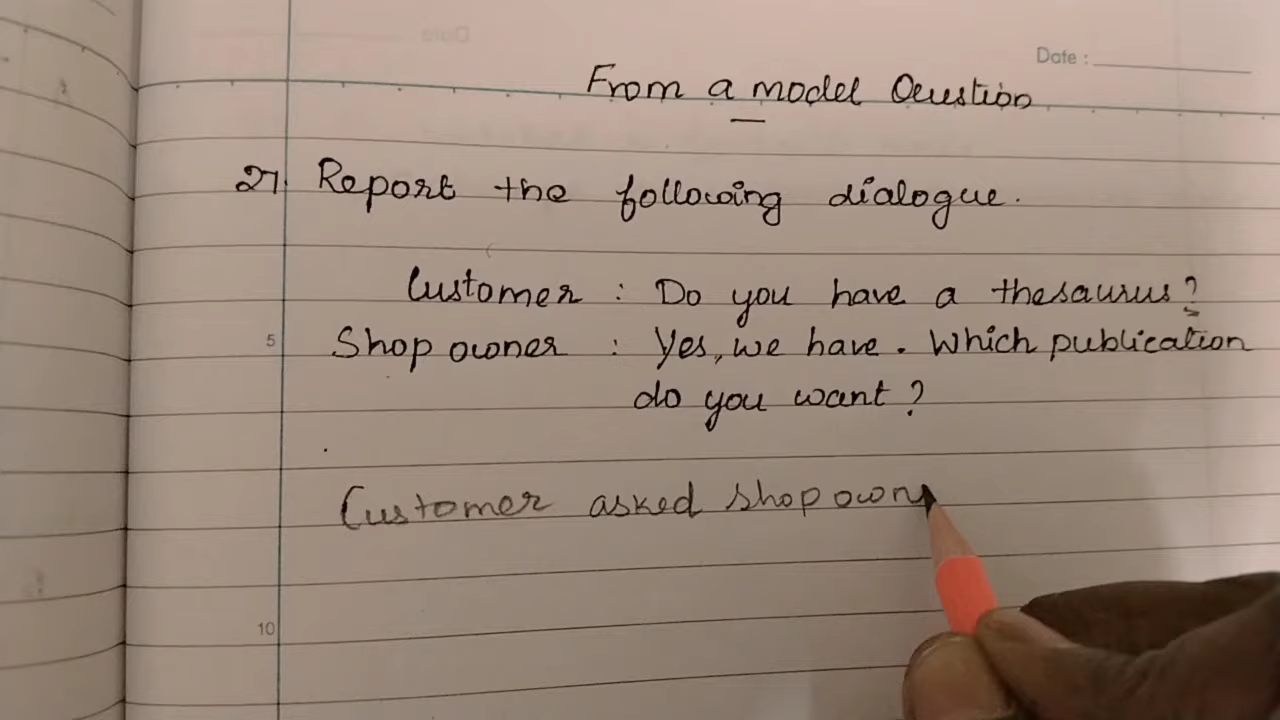 Date :
From a model Question
27. Report the following dialogue.
Customer : Do you have a thesaurus?
5 Shop owner : Yes, we have. Which publication
do you want ?
Customer asked shop own
10